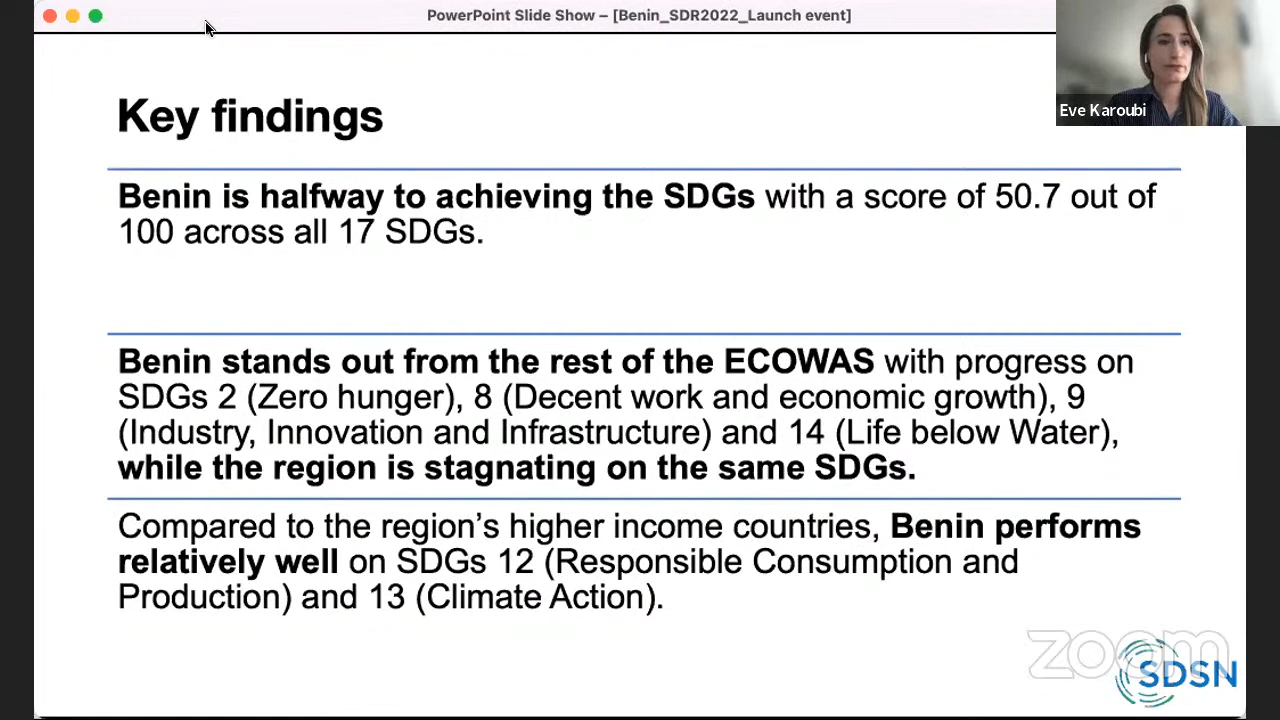 PowerPoint Slide Show – [Benin_SDR2022_Launch event]
Eve Karoubi
Key findings
Benin is halfway to achieving the SDGs with a score of 50.7 out of
100 across all 17 SDGs.
Benin stands out from the rest of the ECOWAS with progress on
SDGs 2 (Zero hunger), 8 (Decent work and economic growth), 9
(Industry, Innovation and Infrastructure) and 14 (Life below Water),
while the region is stagnating on the same SDGs.
Compared to the region’s higher income countries, Benin performs
relatively well on SDGs 12 (Responsible Consumption and
Production) and 13 (Climate Action).
zoom
SDSN